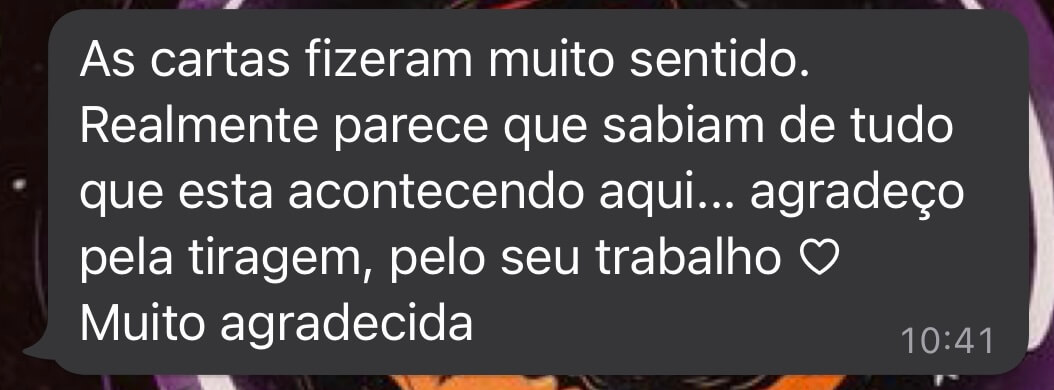 As cartas fizeram muito sentido.
Realmente parece que sabiam de tudo
que esta acontecendo aqui... agradeço
pela tiragem, pelo seu trabalho ♡
Muito agradecida
10:41